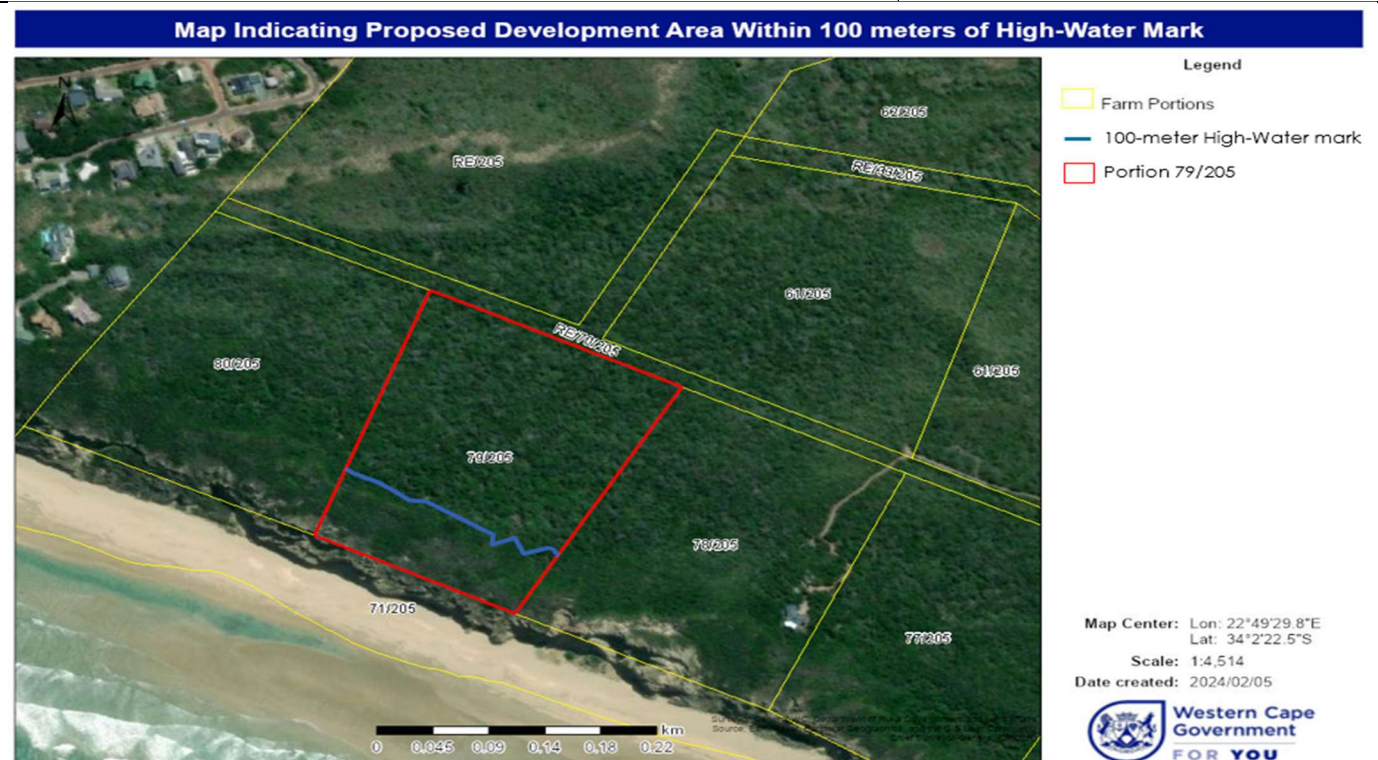 Map Indicating Proposed Development Area Within 100 meters of High-Water Mark
Legend
Farm Portions
100-meter High-Water mark
Portion 79/205
N
62/205
RE/205
RE/33/205
61/205
RE/70/205
80/205
61/205
79/205
78/205
71/205
77/205
Map Center: Lon: 22°49'29.8"E
Lat: 34°2'22.5"S
Scale: 1:4,514
Date created: 2024/02/05
km
0 0.045 0.09 0.14 0.18 0.22
Western Cape
Government
FOR YOU